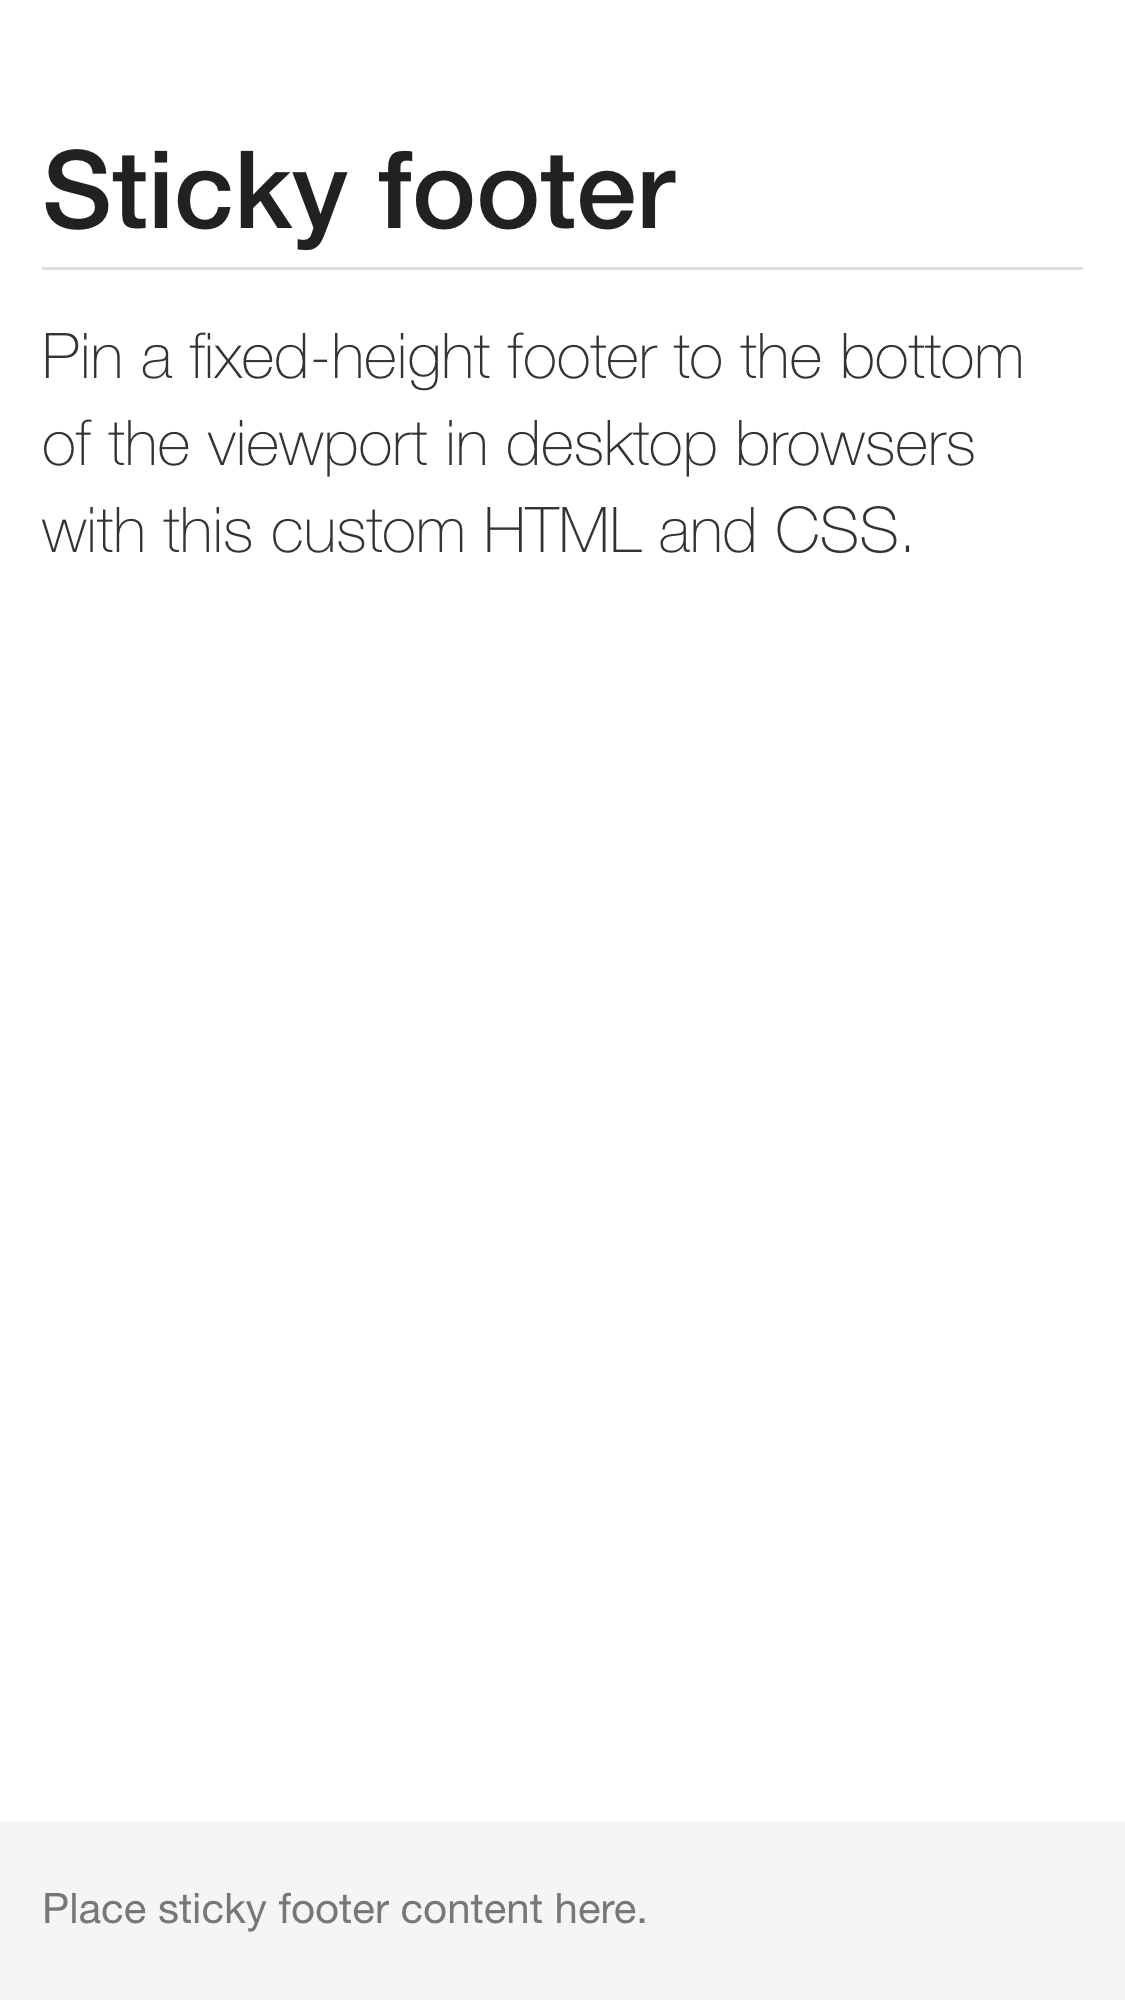 Sticky footer
Pin a fixed-height footer to the bottom
of the viewport in desktop browsers
with this custom HTML and CSS.
Place sticky footer content here.